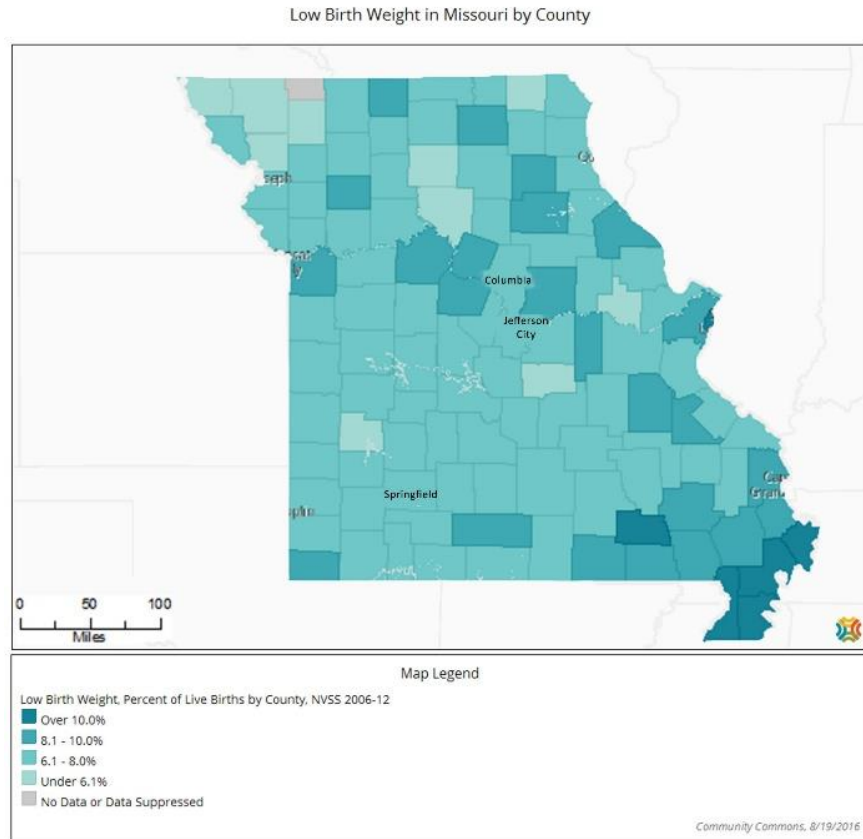 Low Birth Weight in Missouri by County
Columbia
Jefferson
City
Springfield
0 50 100
Miles
Map Legend
Low Birth Weight, Percent of Live Births by County, NVSS 2006-12
Over 10.0%
8.1 - 10.0%
6.1 - 8.0%
Under 6.1%
No Data or Data Suppressed
Community Commons, 8/19/2016